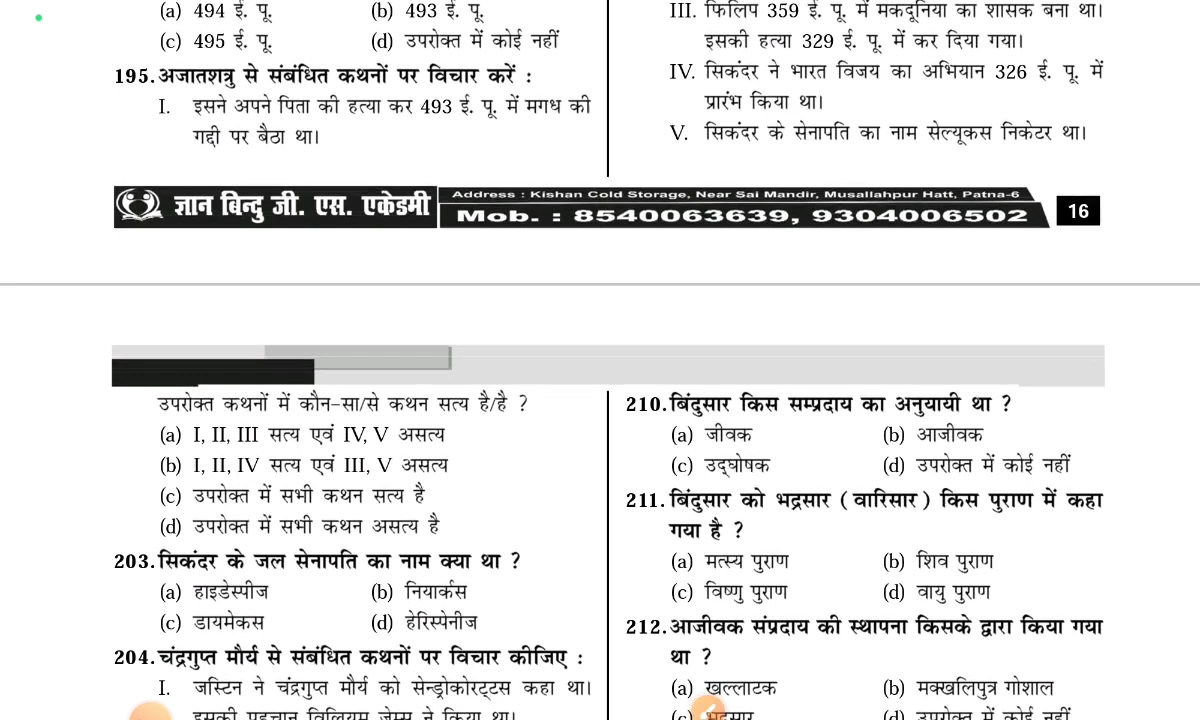 (a) 494 ई. पू. (b) 493 ई. पू.
(c) 495 ई. पू. (d) उपरोक्त में कोई नहीं
195. अजातशत्रु से संबंधित कथनों पर विचार करें :
I. इसने अपने पिता की हत्या कर 493 ई. पू. में मगध की
गद्दी पर बैठा था।
III. फिलिप 359 ई. पू. में मकदूनिया का शासक बना था।
इसकी हत्या 329 ई. पू. में कर दिया गया।
IV. सिकंदर ने भारत विजय का अभियान 326 ई. पू. में
प्रारंभ किया था।
V. सिकंदर के सेनापति का नाम सेल्यूकस निकेटर था।
ज्ञान बिन्दु जी. एस. एकेडमी
Address : Kishan Cold Storage, Near Sai Mandir, Musallahpur Hatt, Patna-6
Mob. : 8540063639, 9304006502
16
उपरोक्त कथनों में कौन-सा/से कथन सत्य है/है ?
(a) I, II, III सत्य एवं IV, V असत्य
(b) I, II, IV सत्य एवं III, V असत्य
(c) उपरोक्त में सभी कथन सत्य है
(d) उपरोक्त में सभी कथन असत्य है
203. सिकंदर के जल सेनापति का नाम क्या था ?
(a) हाइडेस्पीज (b) नियार्कस
(c) डायमेकस (d) हेरिस्पेनीज
204. चंद्रगुप्त मौर्य से संबंधित कथनों पर विचार कीजिए :
I. जस्टिन ने चंद्रगुप्त मौर्य को सेन्ड्रोकोरट्टस कहा था।
इसकी पहचान विलियम जेम्स ने किया था।
210. बिंदुसार किस सम्प्रदाय का अनुयायी था ?
(a) जीवक (b) आजीवक
(c) उद्घोषक (d) उपरोक्त में कोई नहीं
211. बिंदुसार को भद्रसार (वारिसार) किस पुराण में कहा
गया है ?
(a) मत्स्य पुराण (b) शिव पुराण
(c) विष्णु पुराण (d) वायु पुराण
212. आजीवक संप्रदाय की स्थापना किसके द्वारा किया गया
था ?
(a) खल्लाटक (b) मक्खलिपुत्र गोशाल
(c) (d) उपरोक्त में कोई नहीं